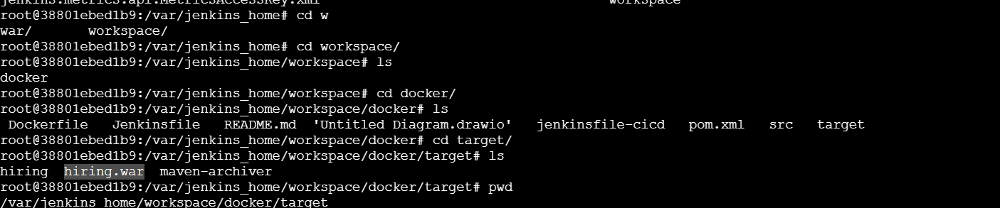 jenkins.metrics.api.MetricsAccessKey.xml workspace
root@38801ebed1b9:/var/jenkins_home# cd w
war/ workspace/
root@38801ebed1b9:/var/jenkins_home# cd workspace/
root@38801ebed1b9:/var/jenkins_home/workspace# ls
docker
root@38801ebed1b9:/var/jenkins_home/workspace# cd docker/
root@38801ebed1b9:/var/jenkins_home/workspace/docker# ls
Dockerfile Jenkinsfile README.md 'Untitled Diagram.drawio' jenkinsfile-cicd pom.xml src target
root@38801ebed1b9:/var/jenkins_home/workspace/docker# cd target/
root@38801ebed1b9:/var/jenkins_home/workspace/docker/target# ls
hiring hiring.war maven-archiver
root@38801ebed1b9:/var/jenkins_home/workspace/docker/target# pwd
/var/jenkins_home/workspace/docker/target